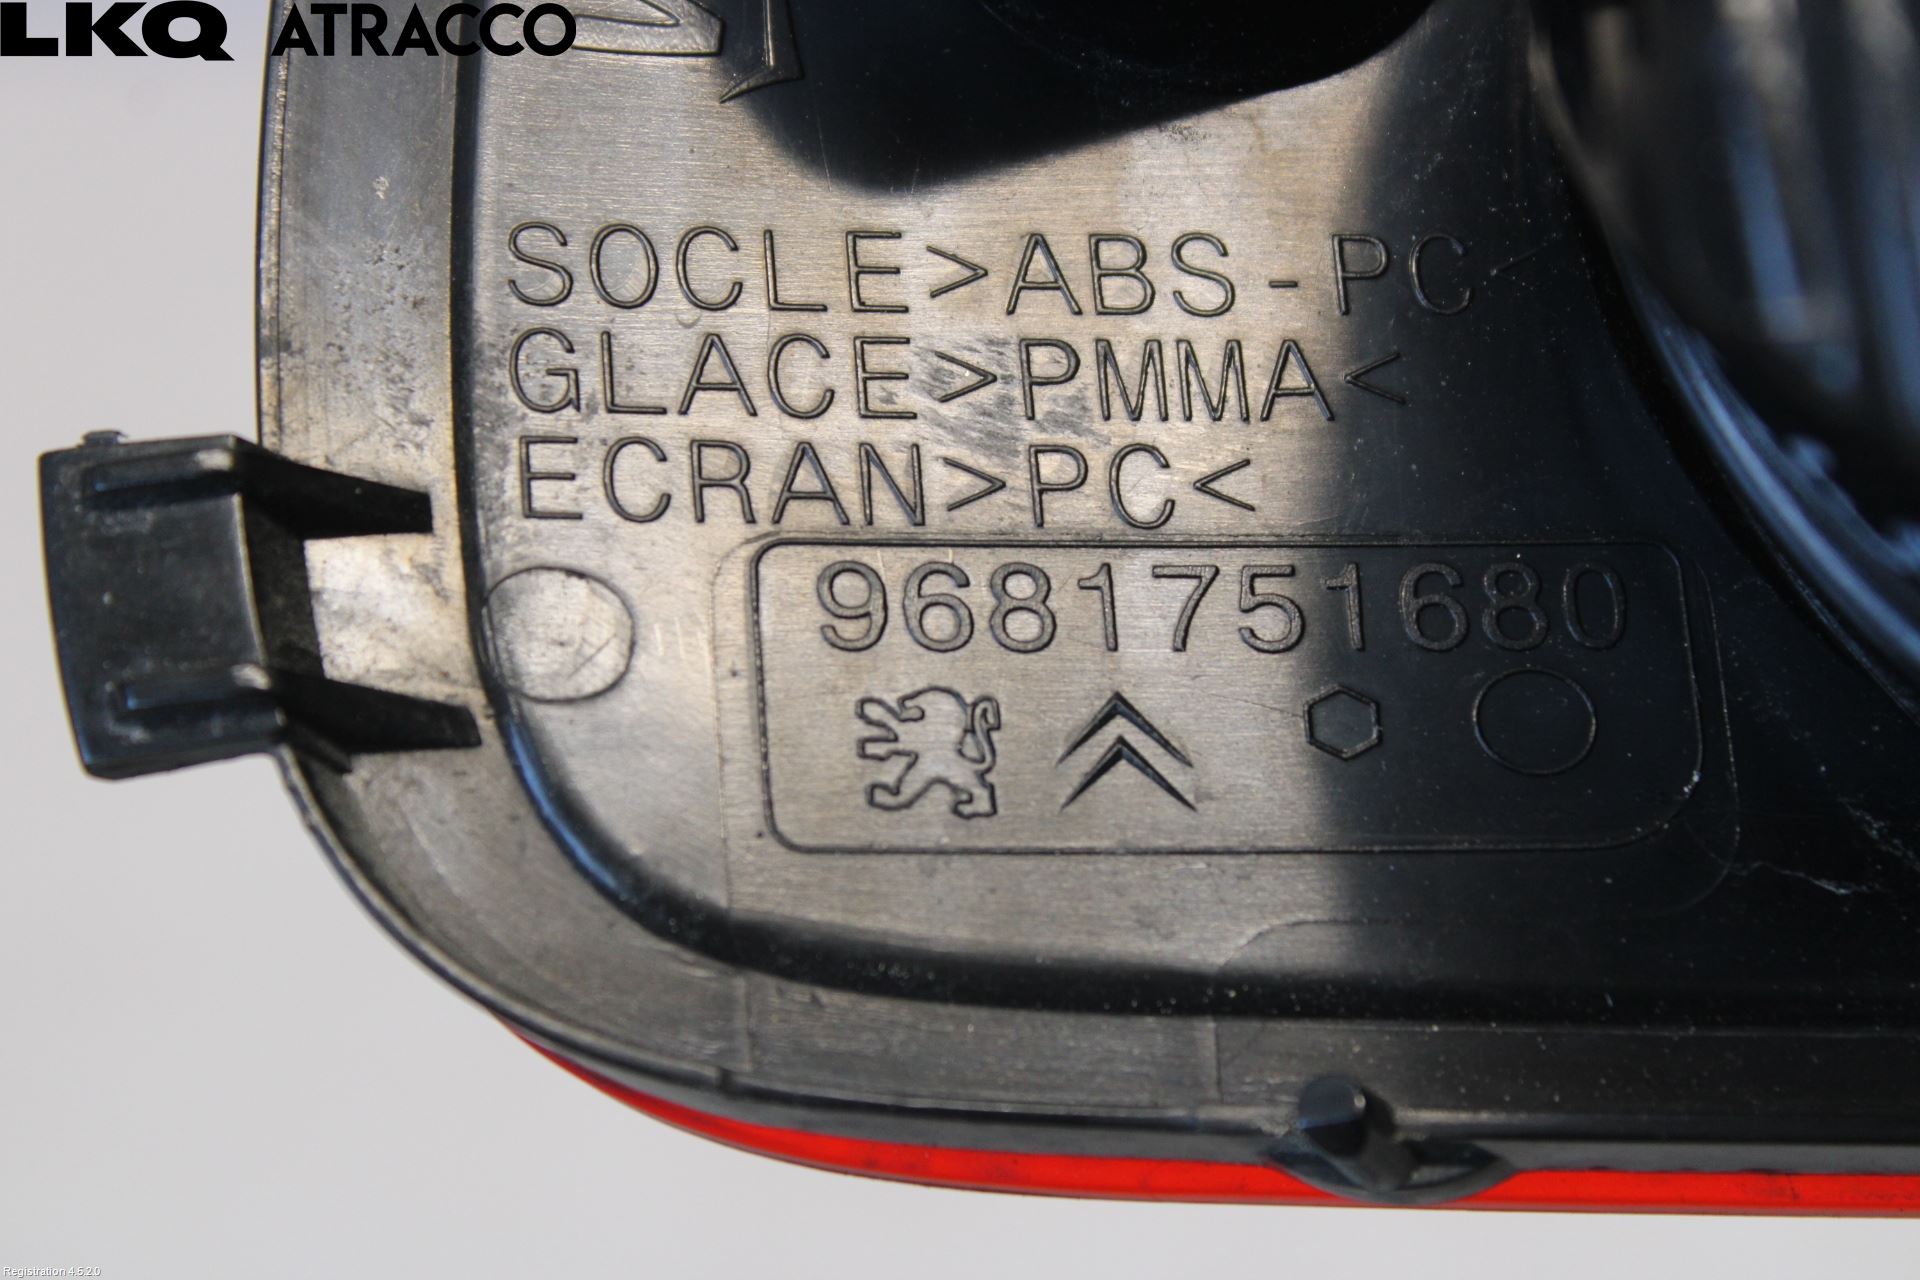 LKQ ATRACCO
SOCLE>ABS-PC<
GLACE>PMMA<
ECRAN>PC<
9681751680
Registration 4.5.2.0